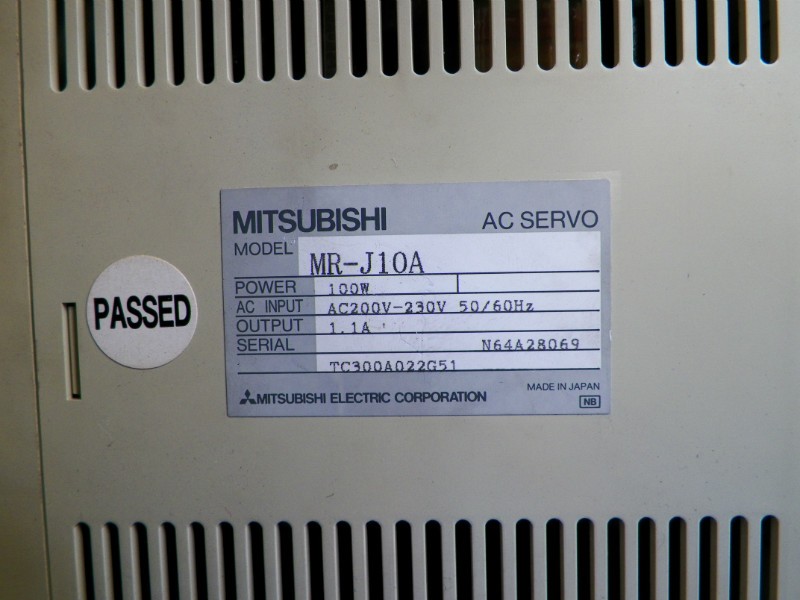 MITSUBISHI AC SERVO
MODEL MR-J10A
POWER 100W
AC INPUT AC200V-230V 50/60Hz
OUTPUT 1.1A
SERIAL N64A28069
TC300A022G51
MITSUBISHI ELECTRIC CORPORATION
MADE IN JAPAN
NB
PASSED